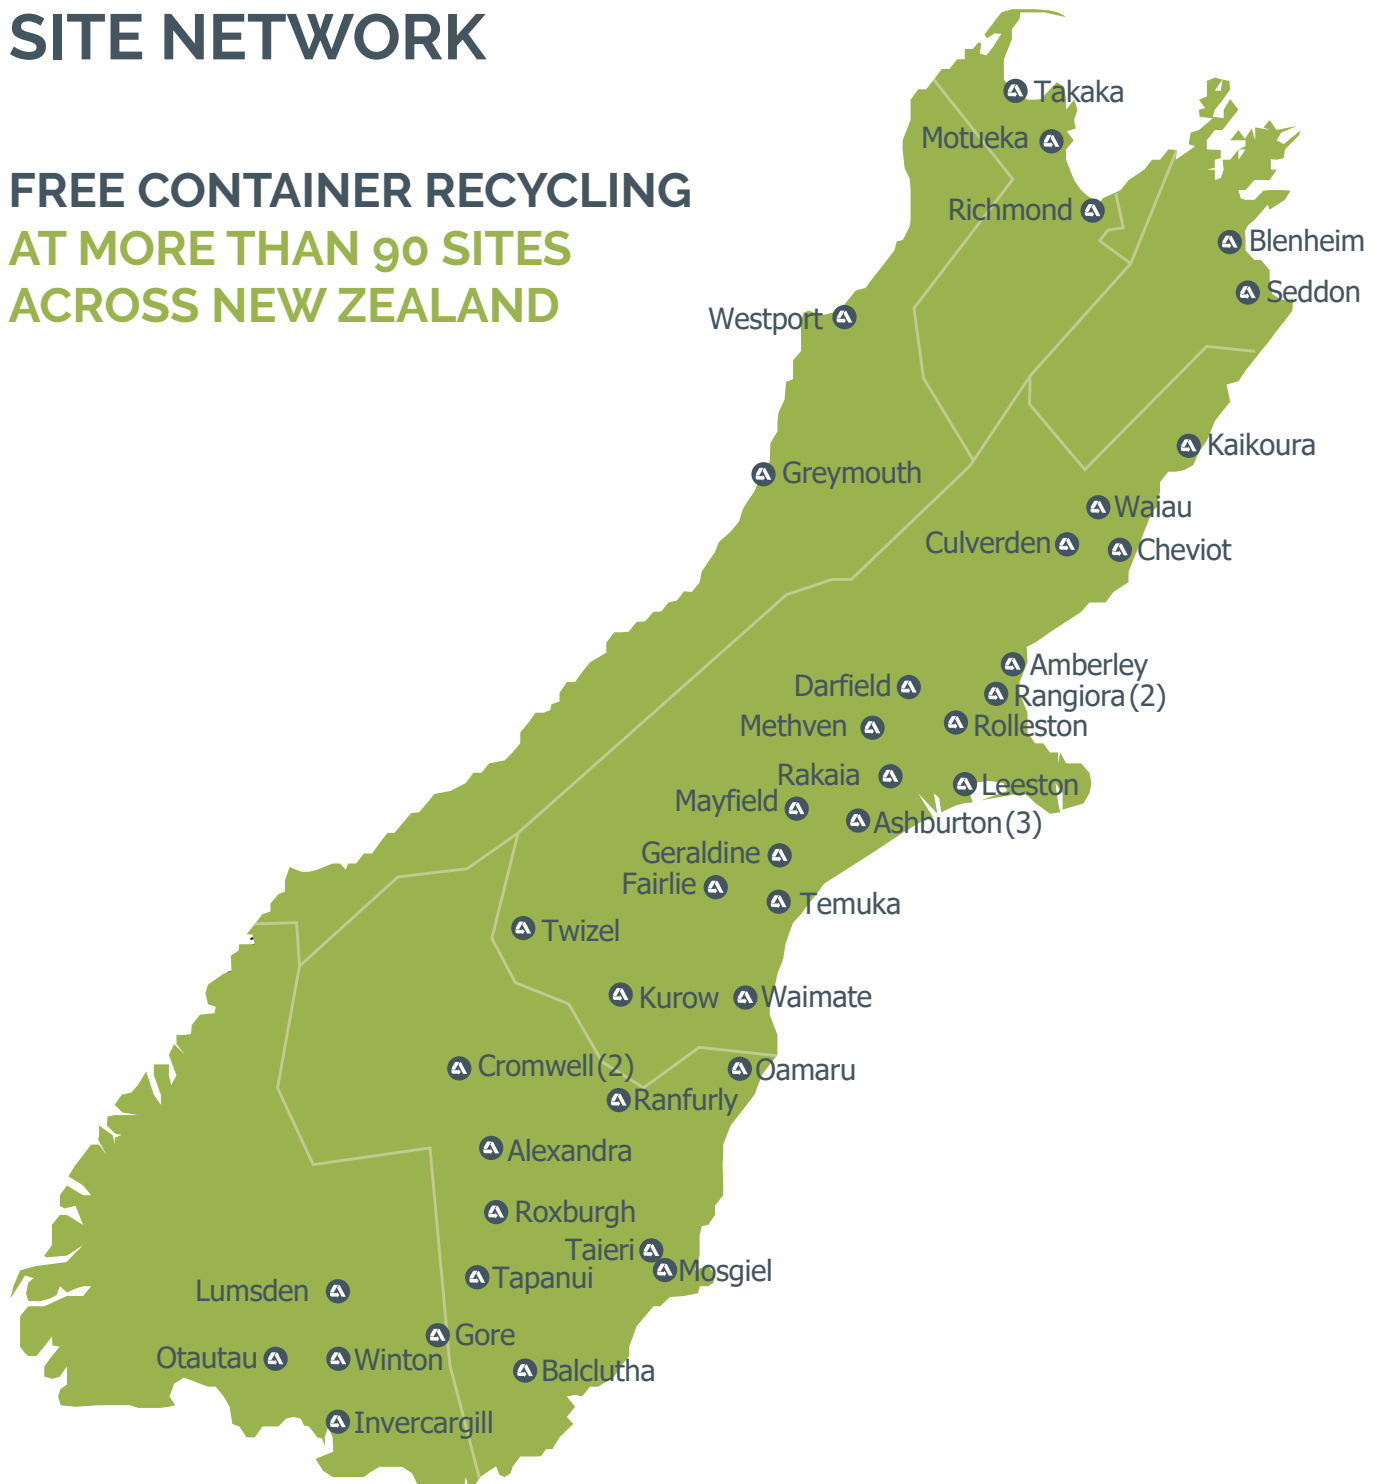 SITE NETWORK
FREE CONTAINER RECYCLING
AT MORE THAN 90 SITES
ACROSS NEW ZEALAND
Takaka
Motueka
Richmond
Blenheim
Seddon
Westport
Kaikoura
Greymouth
Waiau
Culverden
Cheviot
Amberley
Darfield
Rangiora (2)
Methven
Rolleston
Rakaia
Leeston
Mayfield
Ashburton (3)
Geraldine
Fairlie
Temuka
Twizel
Kurow
Waimate
Cromwell (2)
Oamaru
Ranfurly
Alexandra
Roxburgh
Taieri
Mosgiel
Tapanui
Lumsden
Gore
Otautau
Winton
Balclutha
Invercargill